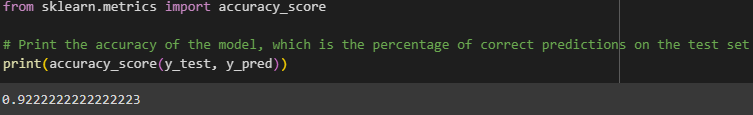 from sklearn.metrics import accuracy_score
# Print the accuracy of the model, which is the percentage of correct predictions on the test set
print(accuracy_score(y_test, y_pred))
0.9222222222222223